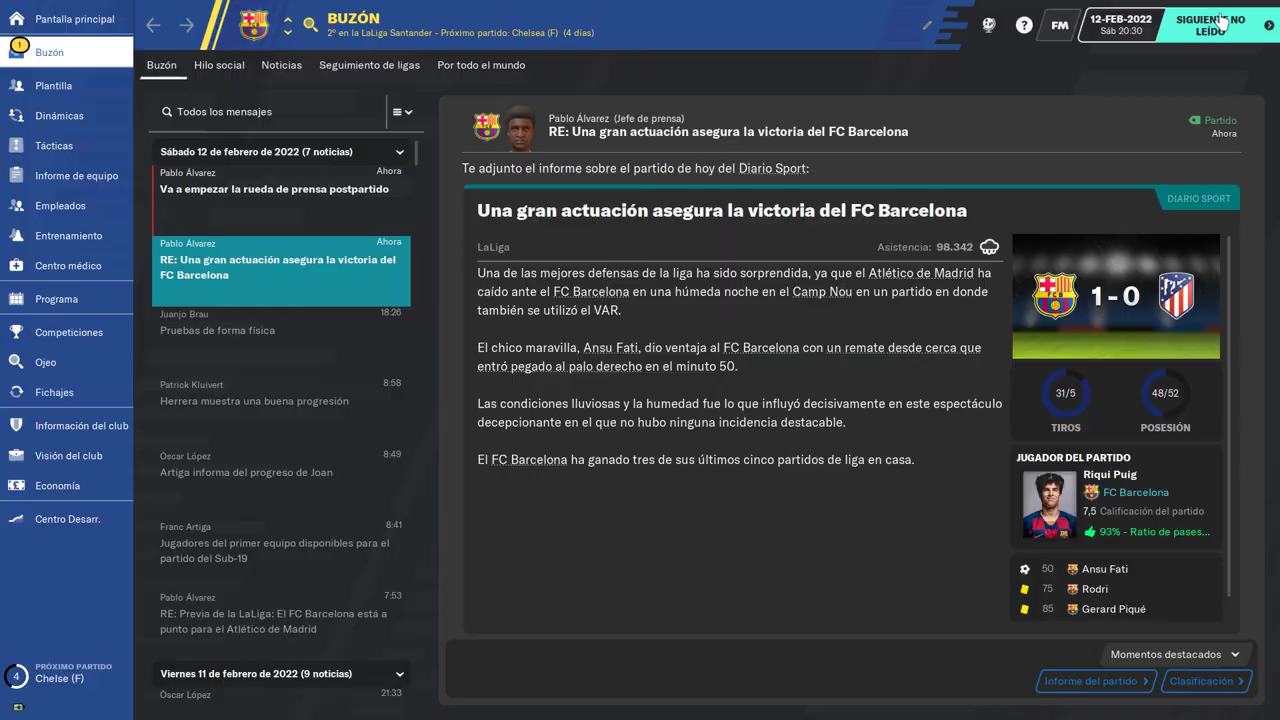 Pantalla principal
1
Buzón
Plantilla
Dinámicas
Tácticas
Informe de equipo
Empleados
Entrenamiento
Centro médico
Programa
Competiciones
Ojeo
Fichajes
Información del club
Visión del club
Economía
Centro Desarr.
4
PRÓXIMO PARTIDO
Chelse (F)
BUZÓN
2º en la LaLiga Santander - Próximo partido: Chelsea (F) (4 días)
?
FM
12-FEB-2022
Sáb 20:30
SIGUIENTE NO
LEÍDO
Buzón
Hilo social
Noticias
Seguimiento de ligas
Por todo el mundo
Todos los mensajes
Sábado 12 de febrero de 2022 (7 noticias)
Pablo Álvarez
Ahora
Va a empezar la rueda de prensa postpartido
Pablo Álvarez
Ahora
RE: Una gran actuación asegura la victoria del
FC Barcelona
Juanjo Brau
18:26
Pruebas de forma física
Patrick Kluivert
8:58
Herrera muestra una buena progresión
Òscar López
8:49
Artiga informa del progreso de Joan
Franc Artiga
8:41
Jugadores del primer equipo disponibles para el
partido del Sub-19
Pablo Álvarez
7:53
RE: Previa de la LaLiga: El FC Barcelona está a
punto para el Atlético de Madrid
Viernes 11 de febrero de 2022 (9 noticias)
Òscar López
21:33
Pablo Álvarez (Jefe de prensa)
RE: Una gran actuación asegura la victoria del FC Barcelona
Partido
Ahora
Te adjunto el informe sobre el partido de hoy del Diario Sport:
DIARIO SPORT
Una gran actuación asegura la victoria del FC Barcelona
LaLiga
Asistencia: 98.342
Una de las mejores defensas de la liga ha sido sorprendida, ya que el Atlético de Madrid ha
caído ante el FC Barcelona en una húmeda noche en el Camp Nou en un partido en donde
también se utilizó el VAR.
El chico maravilla, Ansu Fati, dio ventaja al FC Barcelona con un remate desde cerca que
entró pegado al palo derecho en el minuto 50.
Las condiciones lluviosas y la humedad fue lo que influyó decisivamente en este espectáculo
decepcionante en el que no hubo ninguna incidencia destacable.
El FC Barcelona ha ganado tres de sus últimos cinco partidos de liga en casa.
1-0
31/5
TIROS
48/52
POSESIÓN
JUGADOR DEL PARTIDO
Riqui Puig
FC Barcelona
7,5 Calificación del partido
93% - Ratio de pases...
50 Ansu Fati
75 Rodri
85 Gerard Piqué
Momentos destacados
Informe del partido
Clasificación